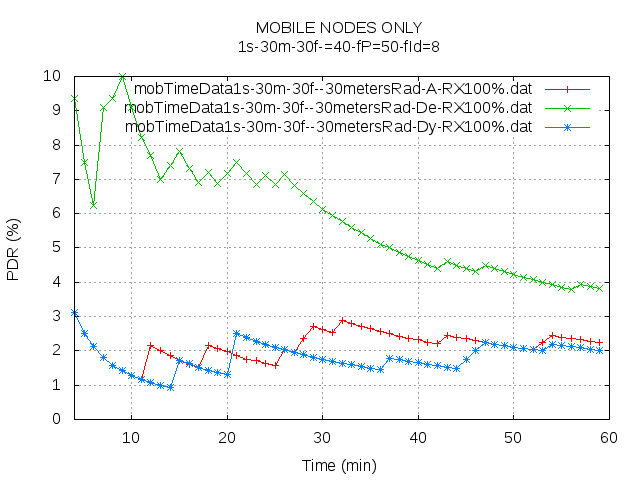 MOBILE NODES ONLY
1s-30m-30f-=40-fP=50-fId=8
mobTimeData1s-30m-30f--30metersRad-A-RX100%.dat
mobTimeData1s-30m-30f--30metersRad-De-RX100%.dat
mobTimeData1s-30m-30f--30metersRad-Dy-RX100%.dat
10
9
8
7
6
5
4
3
2
1
0
PDR (%)
10 20 30 40 50 60
Time (min)